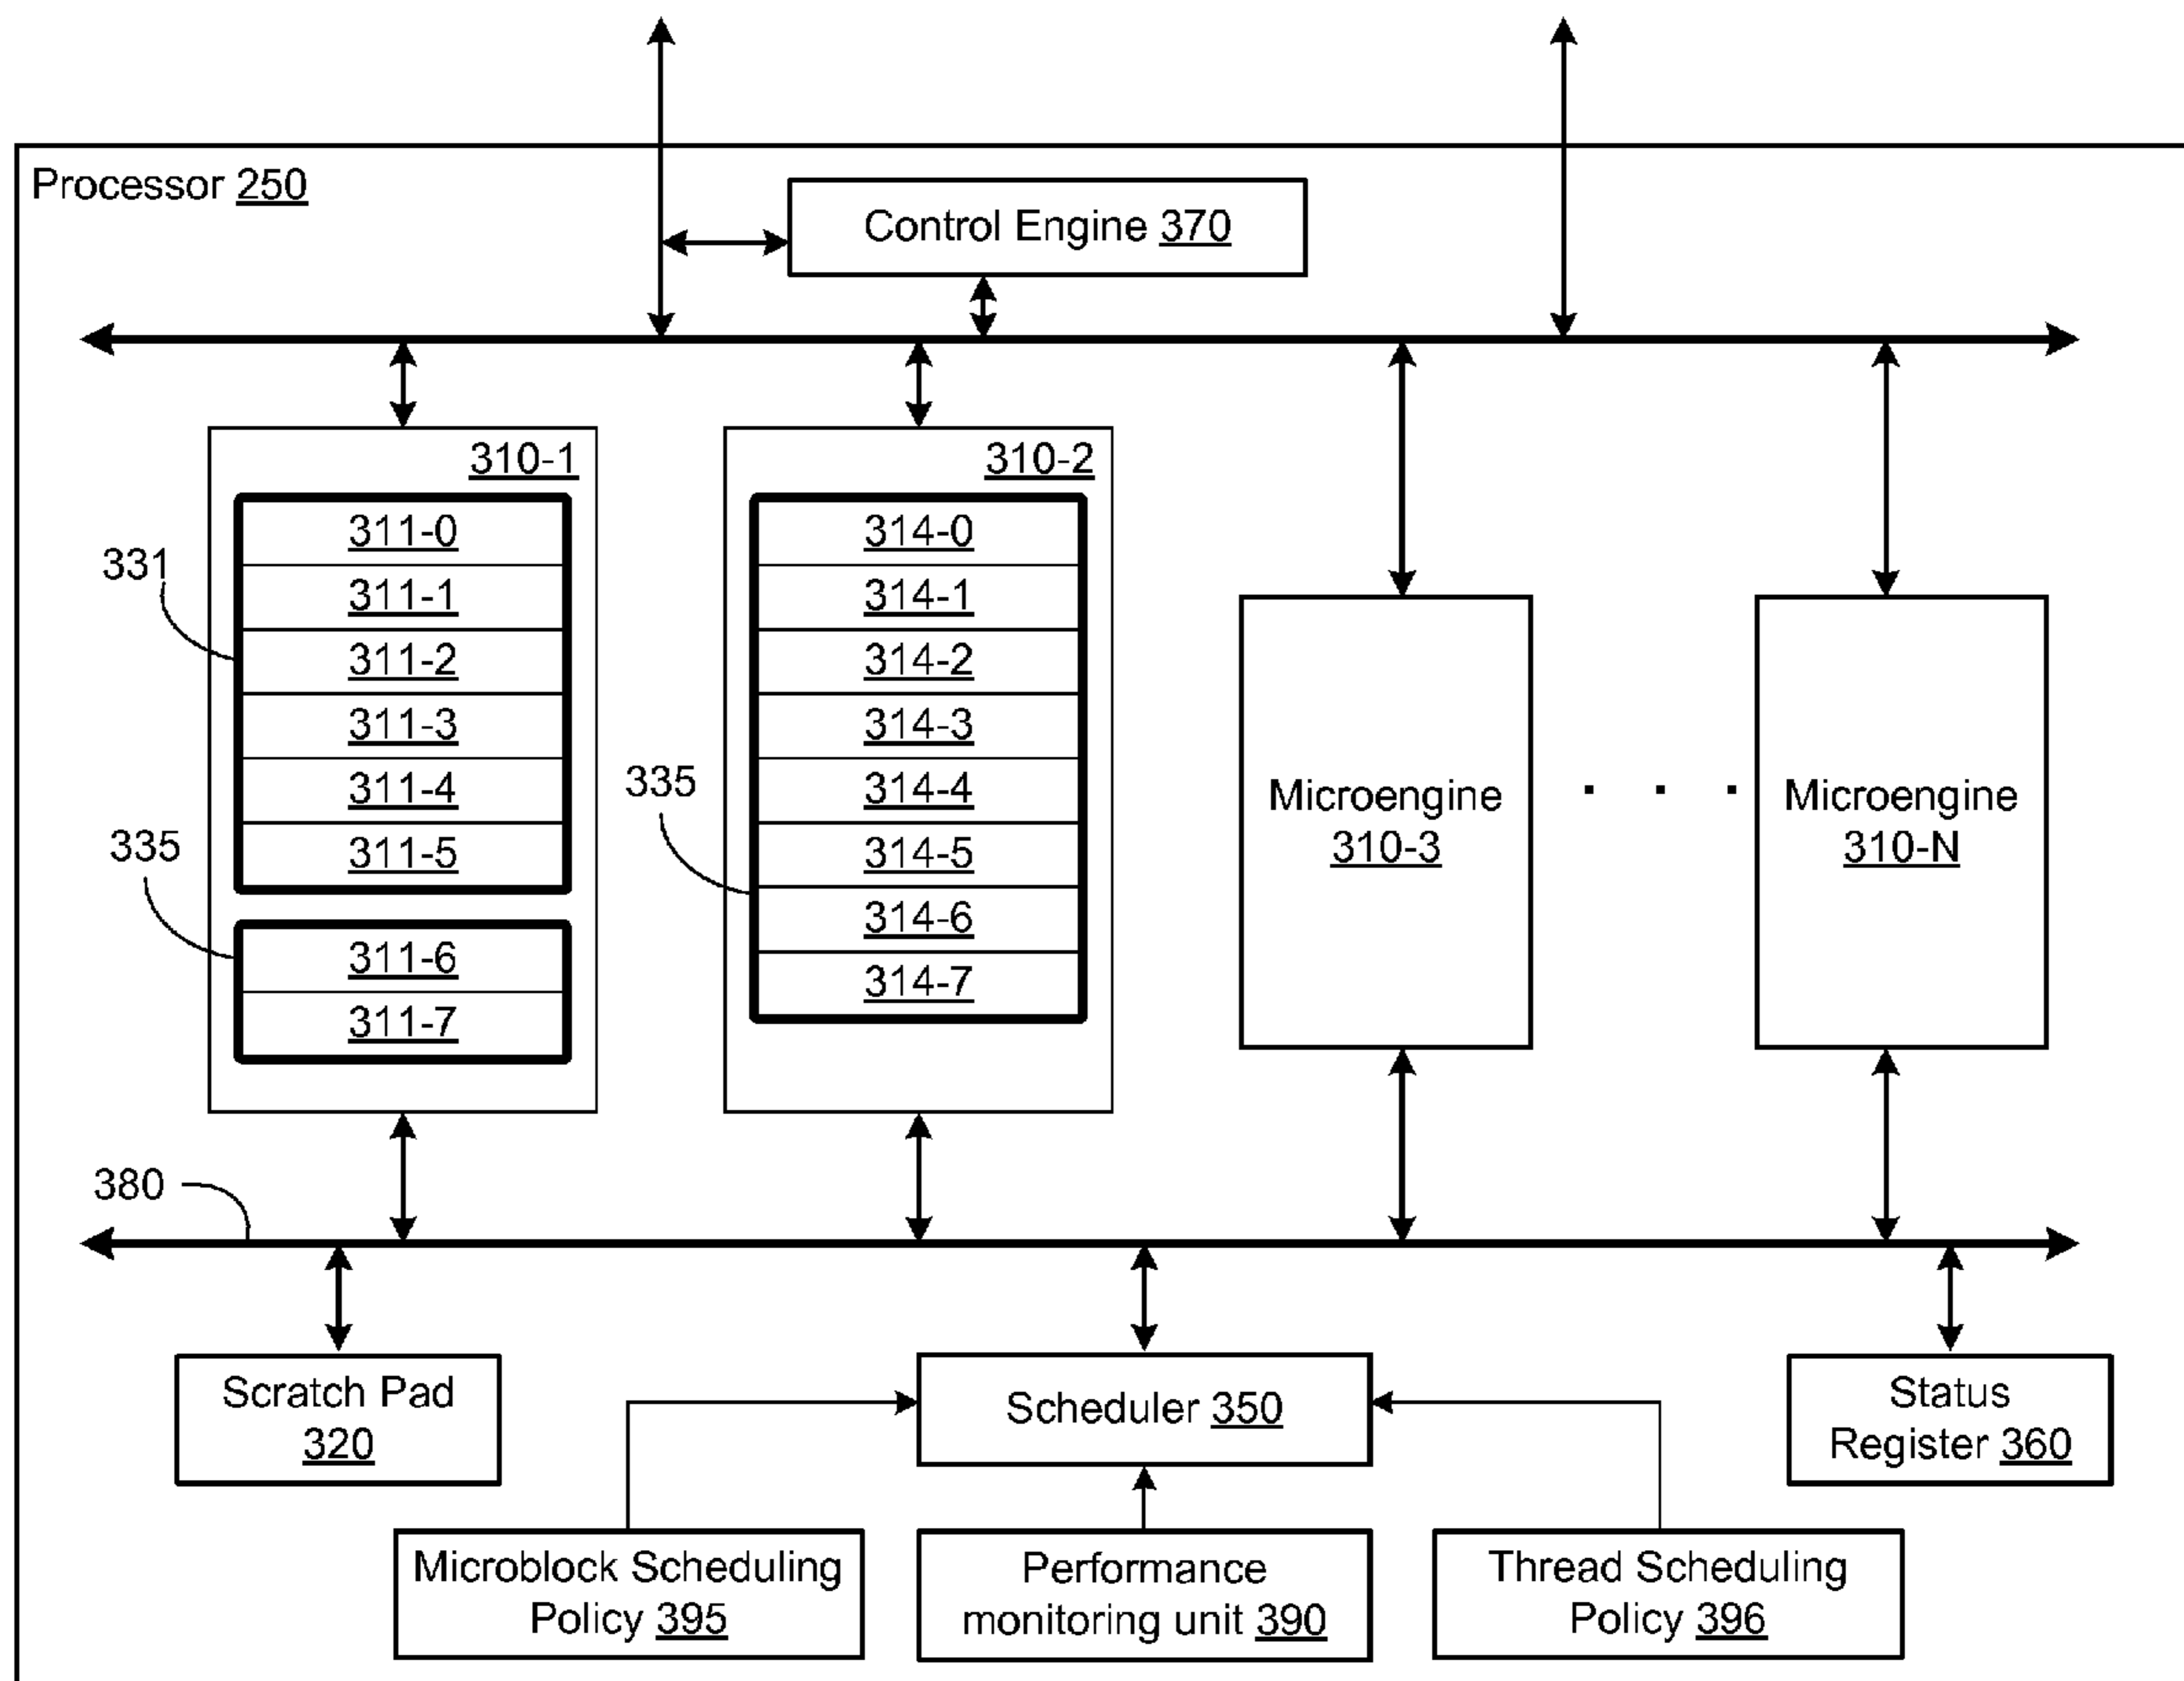 Processor 250
Control Engine 370
310-1
311-0
311-1
311-2
311-3
311-4
311-5
311-6
311-7
331
335
310-2
314-0
314-1
314-2
314-3
314-4
314-5
314-6
314-7
335
Microengine
310-3
. . .
Microengine
310-N
380
Scratch Pad
320
Scheduler 350
Status
Register 360
Microblock Scheduling
Policy 395
Performance
monitoring unit 390
Thread Scheduling
Policy 396